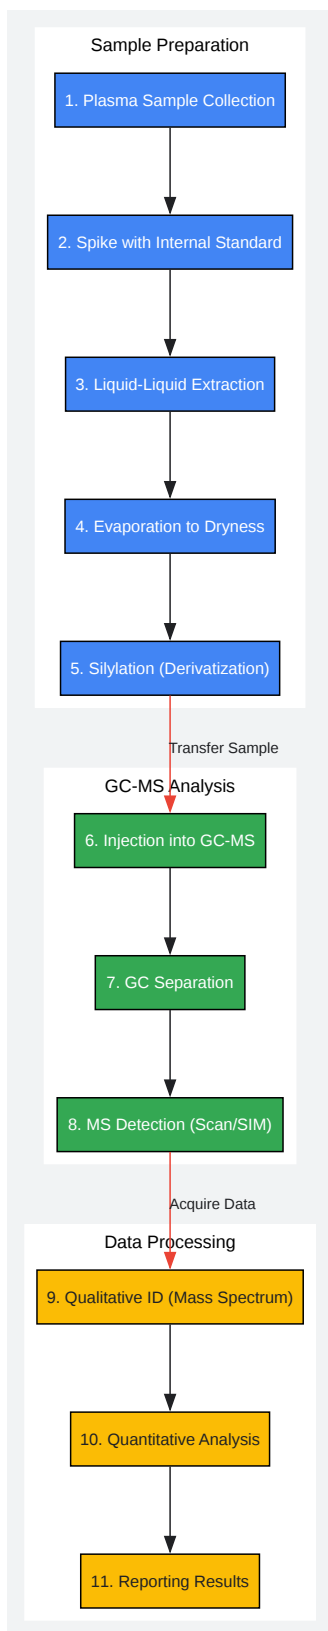 Sample Preparation
1. Plasma Sample Collection
2. Spike with Internal Standard
3. Liquid-Liquid Extraction
4. Evaporation to Dryness
5. Silylation (Derivatization)
Transfer Sample
GC-MS Analysis
6. Injection into GC-MS
7. GC Separation
8. MS Detection (Scan/SIM)
Acquire Data
Data Processing
9. Qualitative ID (Mass Spectrum)
10. Quantitative Analysis
11. Reporting Results